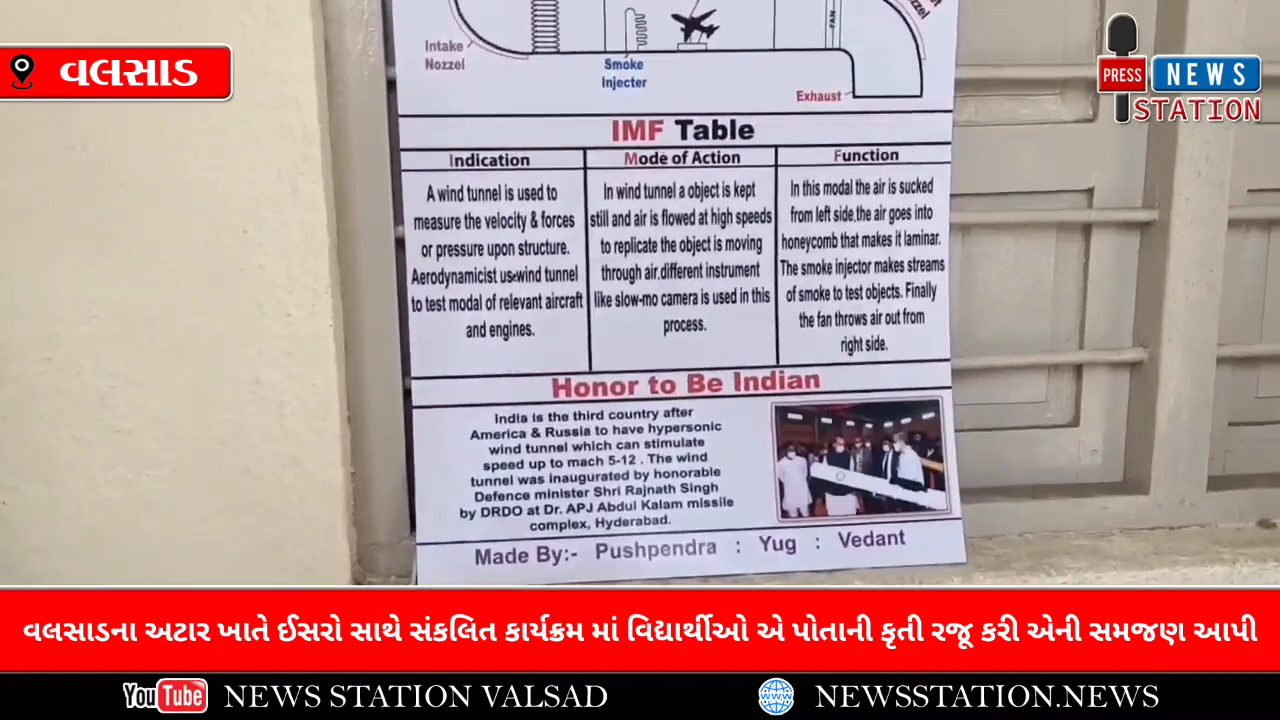 વલસાડ
PRESS NEWS
STATION
Intake
Nozzel
Smoke
Injecter
FAN
Exhaust
IMF Table
Indication
A wind tunnel is used to
measure the velocity & forces
or pressure upon structure.
Aerodynamicist use wind tunnel
to test modal of relevant aircraft
and engines.
Mode of Action
In wind tunnel a object is kept
still and air is flowed at high speeds
to replicate the object is moving
through air,different instrument
like slow-mo camera is used in this
process.
Function
In this modal the air is sucked
from left side,the air goes into
honeycomb that makes it laminar.
The smoke injector makes streams
of smoke to test objects. Finally
the fan throws air out from
right side.
Honor to Be Indian
India is the third country after
America & Russia to have hypersonic
wind tunnel which can stimulate
speed up to mach 5-12 . The wind
tunnel was inaugurated by honorable
Defence minister Shri Rajnath Singh
by DRDO at Dr. APJ Abdul Kalam missile
complex, Hyderabad.
Made By:- Pushpendra : Yug : Vedant
વલસાડના અટાર ખાતે ઈસરો સાથે સંકલિત કાર્યક્રમ માં વિદ્યાર્થીઓ એ પોતાની કૃતી રજૂ કરી એની સમજણ આપી
YouTube NEWS STATION VALSAD
NEWSSTATION.NEWS